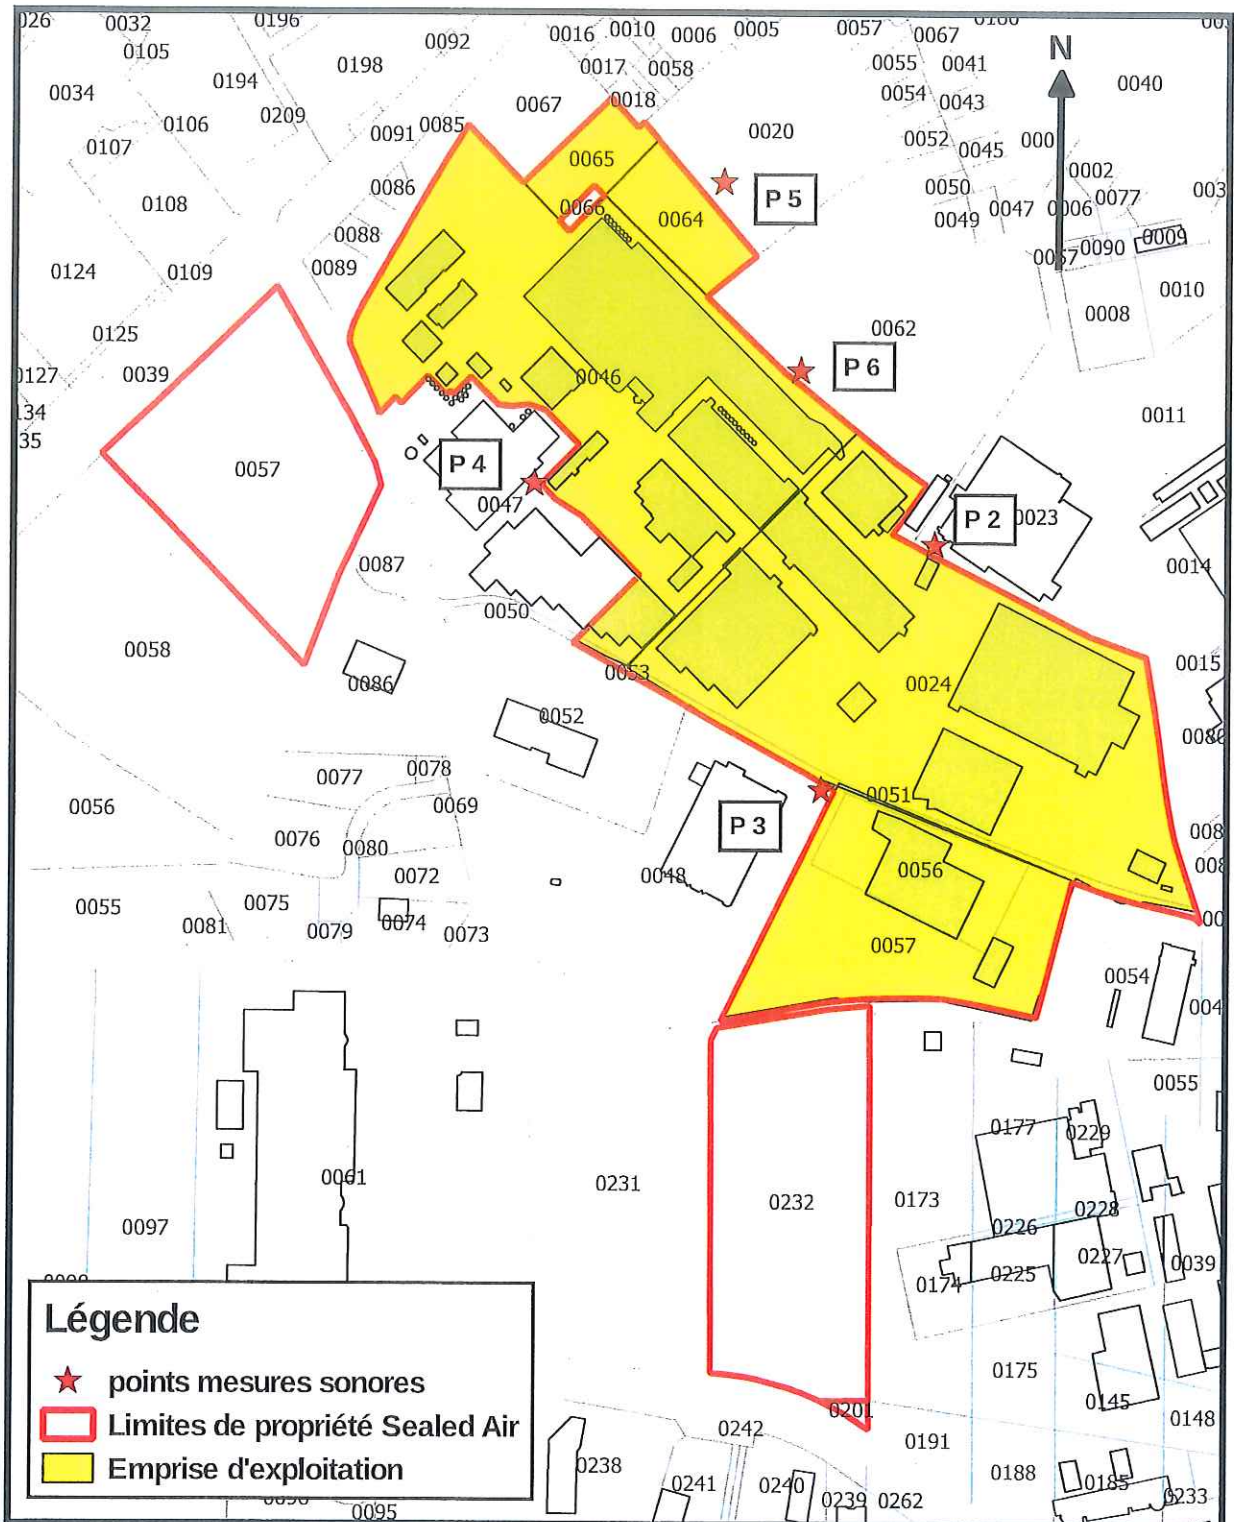 026 0032 0196 0092 0016 0010 0006 0005 0057 0067
0105 0194 0198 0017 0058 0055 0041 0040
0034 0209 0067 0018 0054 0043
0106 0091 0085 0020 0052 0045 000
0107 0065 0002
0108 0086 0066 0064 P 5 0050 0047 0006 0077 003
0049
0088 0090 0009
0124 0109 0089 0057 0010
0125 0062 0008
0127 0039 0046 P 6
134 0011
35 0057 P 4
0047 P 2 0023
0087 0014
0050
0058 0086 0053 0024 0015
0052 0080
0077 0078
0056 0069 0051
0076 0080 P 3 008
0072 0048 0056 008
0055 0075 0074
0081 0079 0073 0057 00
0054
004
0055
0177 0229
0061 0231 0232 0173
0097 0226 0228
0174 0225 0227 0039
0175
0145
0201 0148
0242 0191
0238 0241 0240 0188 0185
0239 0262 0233
0095
N
Légende
points mesures sonores
Limites de propriété Sealed Air
Emprise d'exploitation